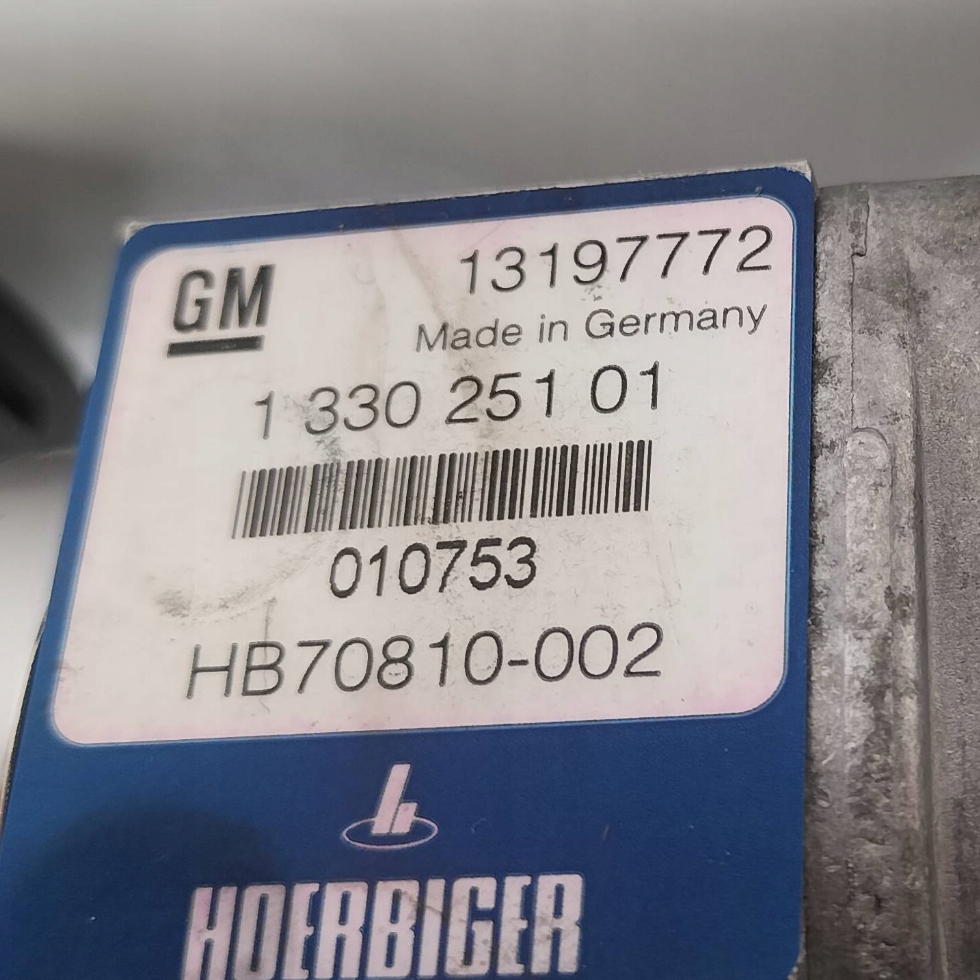 GM
13197772
Made in Germany
1 330 251 01
010753
HB70810-002
HOERBIGER